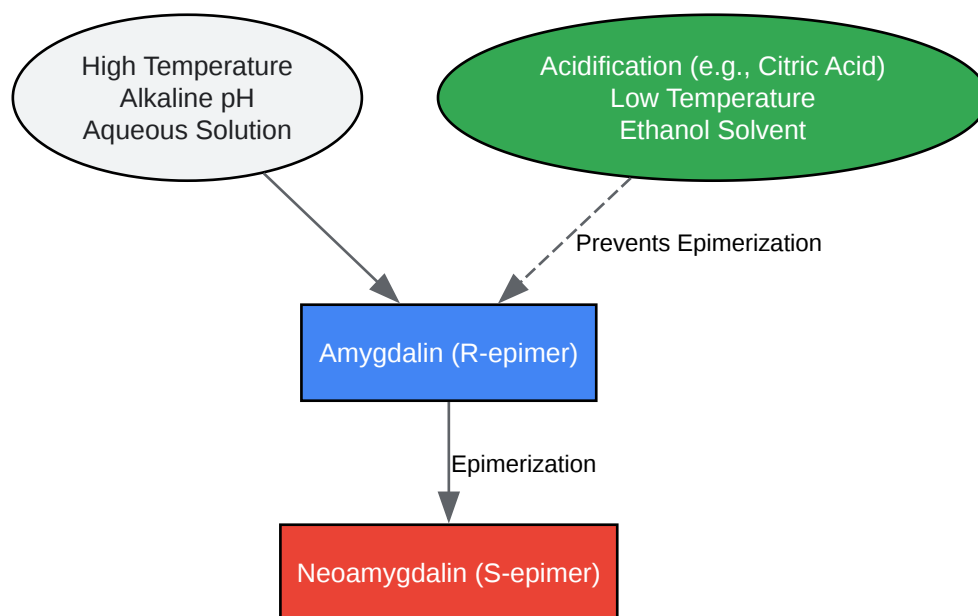 High Temperature
Alkaline pH
Aqueous Solution
Acidification (e.g., Citric Acid)
Low Temperature
Ethanol Solvent
Prevents Epimerization
Amygdalin (R-epimer)
Epimerization
Neoamygdalin (S-epimer)